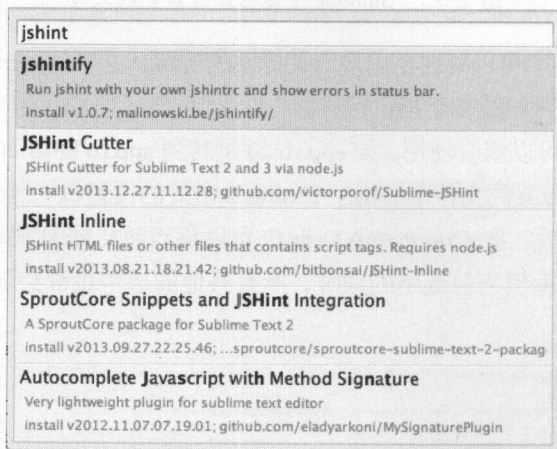 jshint
jshintify
Run jshint with your own jshintrc and show errors in status bar.
install v1.0.7; malinowski.be/jshintify/
JSHint Gutter
JSHint Gutter for Sublime Text 2 and 3 via node.js
install v2013.12.27.11.12.28; github.com/victorporof/Sublime-JSHint
JSHint Inline
JSHint HTML files or other files that contains script tags. Requires node.js
install v2013.08.21.18.21.42; github.com/bitbonsai/JSHint-Inline
SproutCore Snippets and JSHint Integration
A SproutCore package for Sublime Text 2
install v2013.09.27.22.25.46; ...sproutcore/sproutcore-sublime-text-2-packag
Autocomplete Javascript with Method Signature
Very lightweight plugin for sublime text editor
install v2012.11.07.07.19.01; github.com/eladyarkoni/MySignaturePlugin